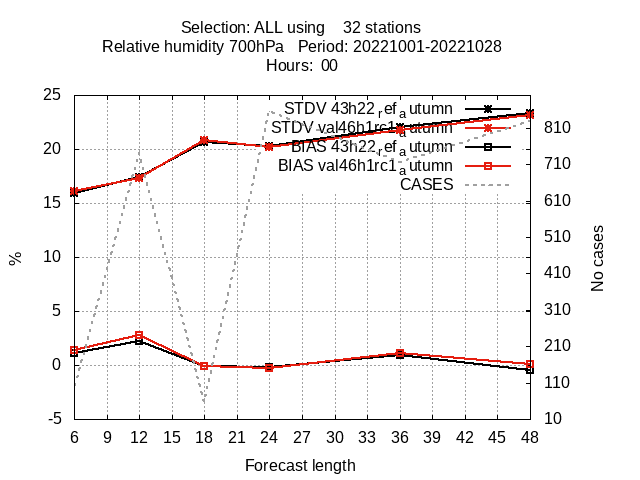 Selection: ALL using    32 stations
Relative humidity 700hPa   Period: 20221001-20221028
Hours:  00
STDV 43h22_ref_autumn
STDV val46h1rc1_autumn
BIAS 43h22_ref_autumn
BIAS val46h1rc1_autumn
CASES
%
25
20
15
10
5
0
-5
810
710
610
510
410
310
210
110
10
No cases
6 9 12 15 18 21 24 27 30 33 36 39 42 45 48
Forecast length